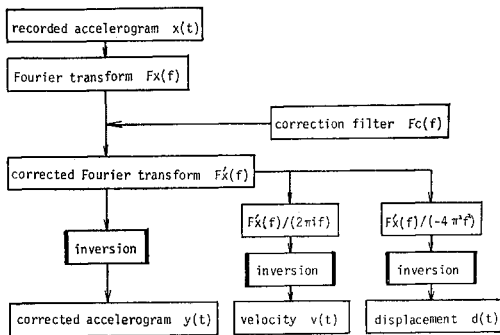 recorded accelerogram x(t)
Fourier transform Fx(f)
correction filter Fc(f)
corrected Fourier transform Fx́(f)
Fx́(f)/(2πif)
Fx́(f)/(-4π²f²)
inversion
inversion
inversion
corrected accelerogram y(t)
velocity v(t)
displacement d(t)